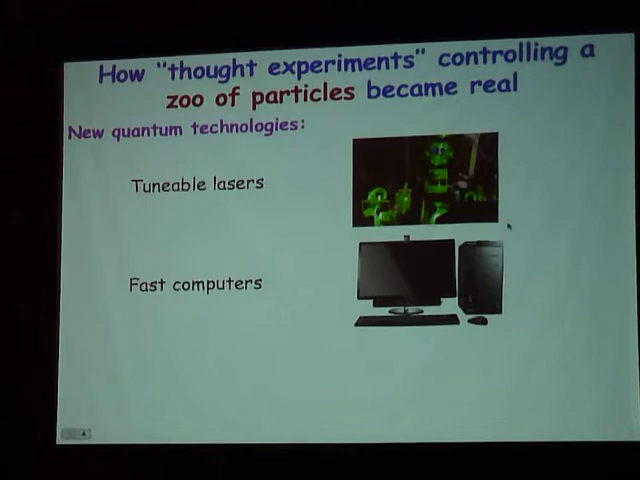 How "thought experiments" controlling a
zoo of particles became real
New quantum technologies:
Tuneable lasers
Fast computers